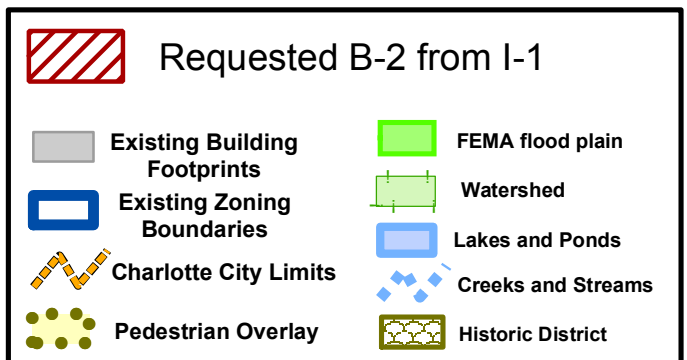 Requested B-2 from I-1
Existing Building
Footprints
Existing Zoning
Boundaries
Charlotte City Limits
Pedestrian Overlay
FEMA flood plain
Watershed
Lakes and Ponds
Creeks and Streams
Historic District